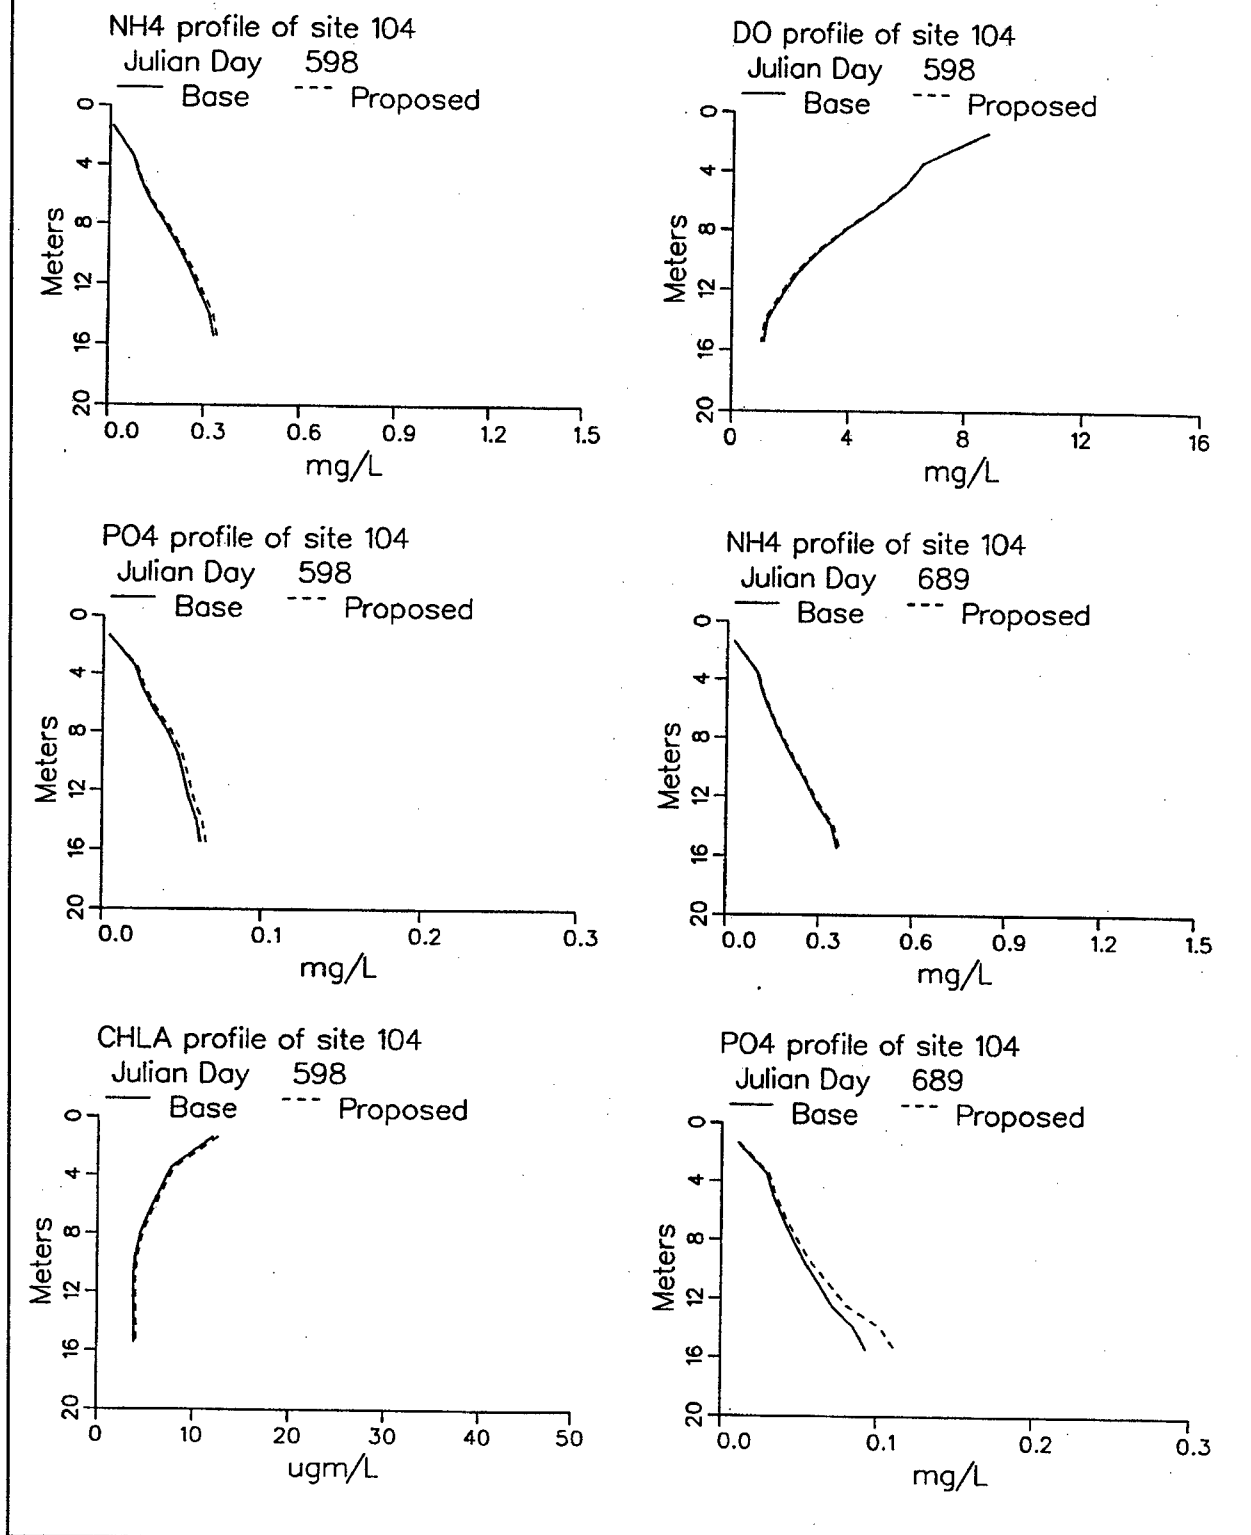 NH4 profile of site 104
Julian Day 598
Base Proposed
0
4
8
12
16
20
Meters
0.0 0.3 0.6 0.9 1.2 1.5
mg/L
DO profile of site 104
Julian Day 598
Base Proposed
0
4
8
12
16
20
Meters
0 4 8 12 16
mg/L
PO4 profile of site 104
Julian Day 598
Base Proposed
0
4
8
12
16
20
Meters
0.0 0.1 0.2 0.3
mg/L
NH4 profile of site 104
Julian Day 689
Base Proposed
0
4
8
12
16
20
Meters
0.0 0.3 0.6 0.9 1.2 1.5
mg/L
CHLA profile of site 104
Julian Day 598
Base Proposed
0
4
8
12
16
20
Meters
0 10 20 30 40 50
ugm/L
PO4 profile of site 104
Julian Day 689
Base Proposed
0
4
8
12
16
20
Meters
0.0 0.1 0.2 0.3
mg/L